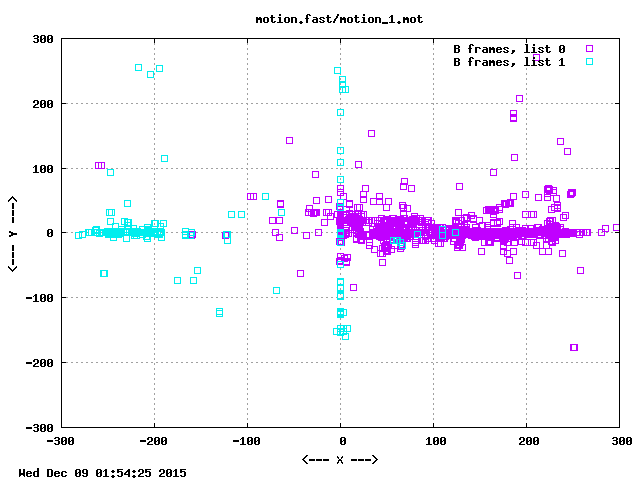 motion.fast/motion_1.mot
B frames, list 0
B frames, list 1
300
200
100
0
-100
-200
-300
<--- Y --->
-300 -200 -100 0 100 200 300
<--- X --->
Wed Dec 09 01:54:25 2015